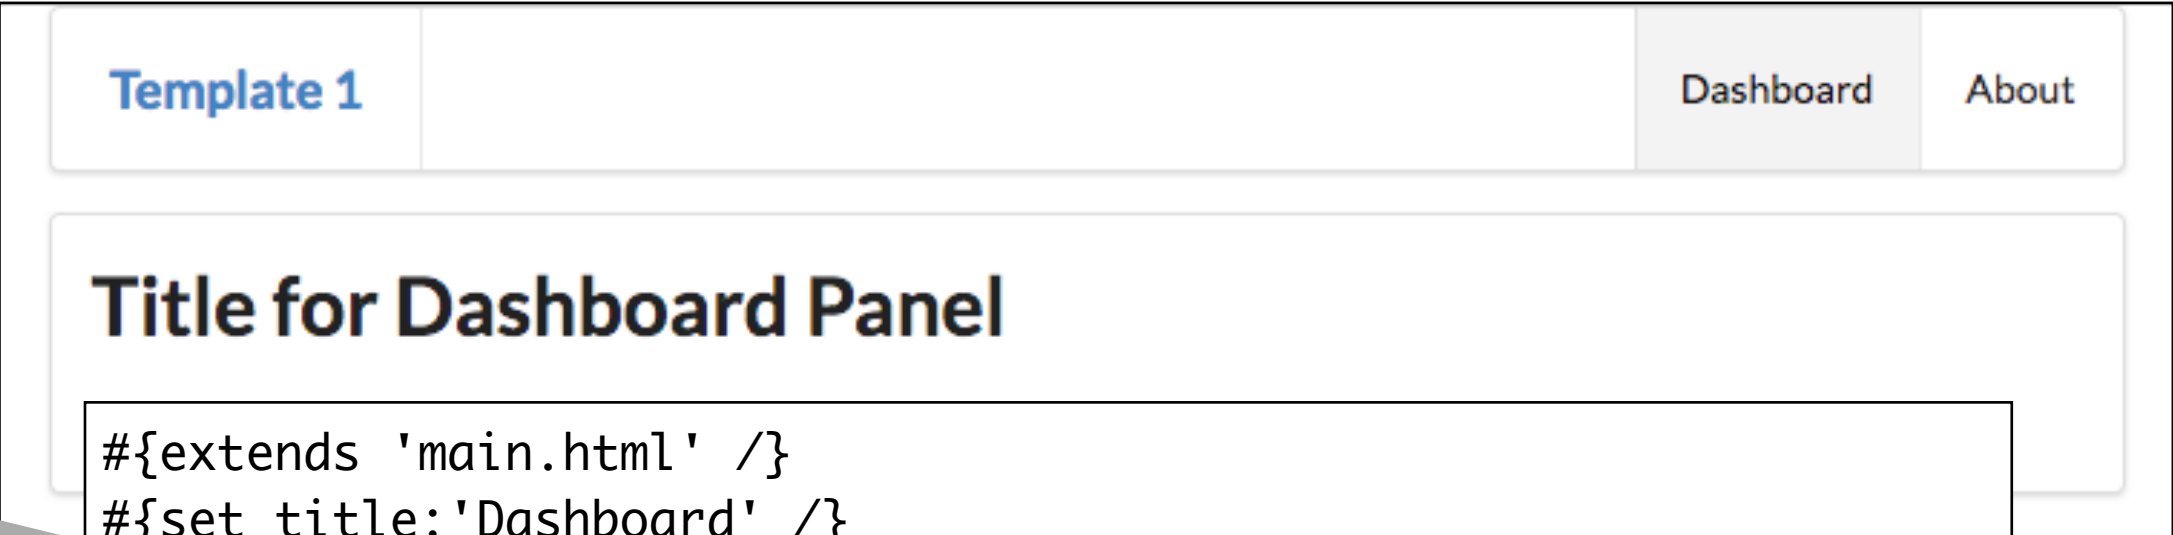 Template 1 Dashboard About
Title for Dashboard Panel
#{extends 'main.html' /}
#{set title:'Dashboard' /}